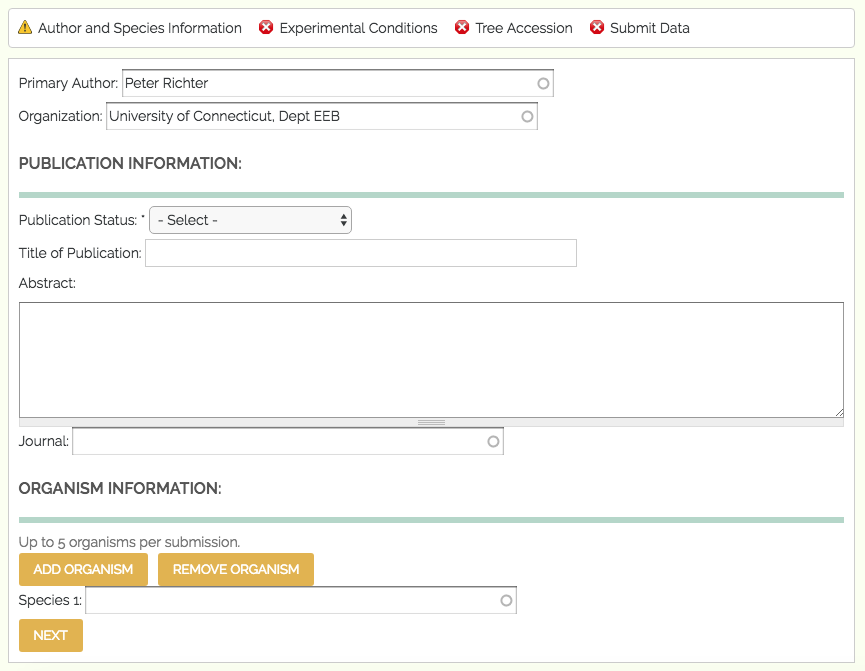 Author and Species Information Experimental Conditions Tree Accession Submit Data
Primary Author: Peter Richter
Organization: University of Connecticut, Dept EEB
PUBLICATION INFORMATION:
Publication Status: * - Select -
Title of Publication:
Abstract:
Journal:
ORGANISM INFORMATION:
Up to 5 organisms per submission.
ADD ORGANISM REMOVE ORGANISM
Species 1:
NEXT